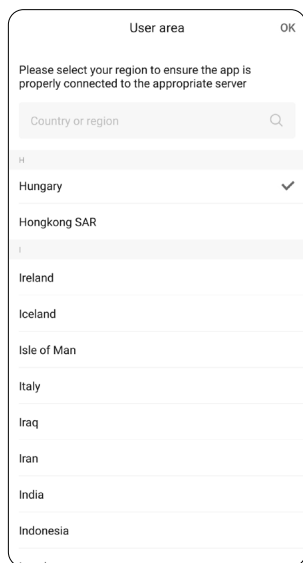 User area
OK
Please select your region to ensure the app is
properly connected to the appropriate server
Country or region
H
Hungary
Hongkong SAR
I
Ireland
Iceland
Isle of Man
Italy
Iraq
Iran
India
Indonesia